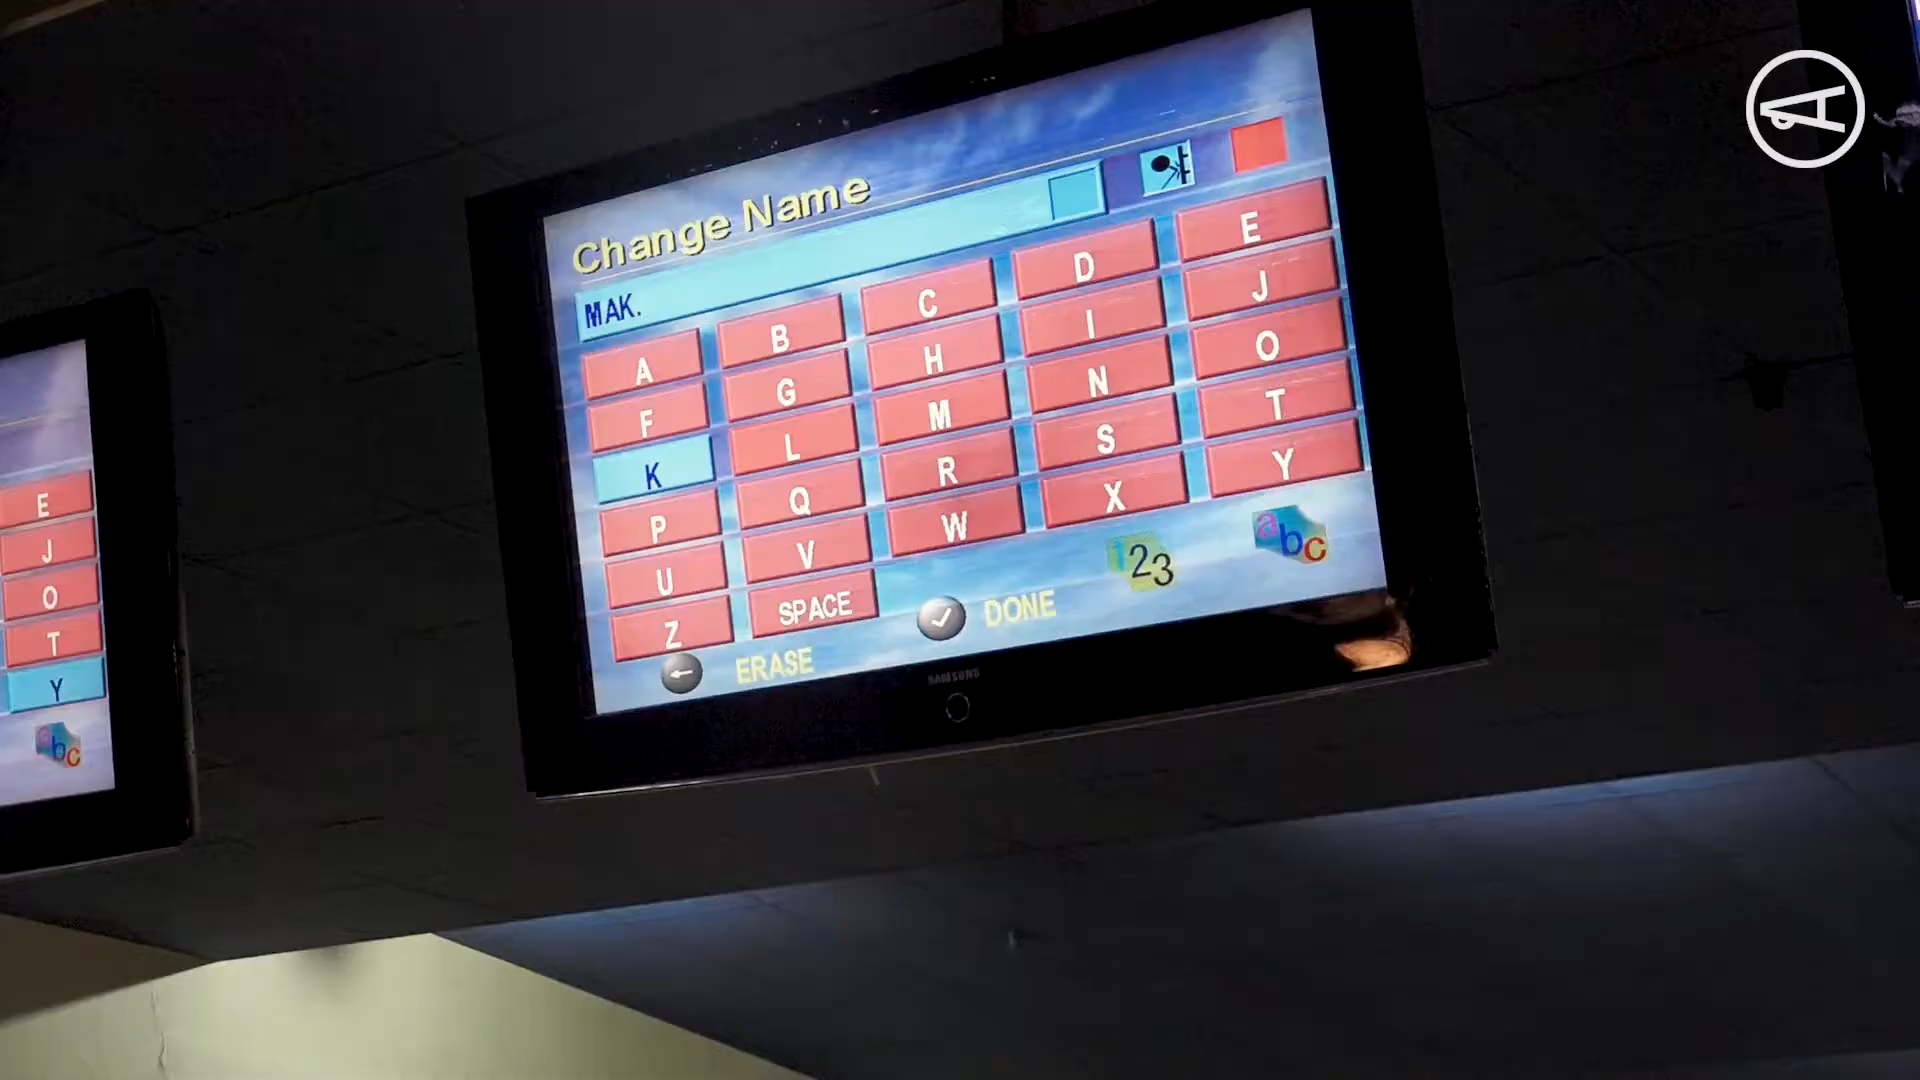 Change Name
MAK.
A B C D E
F G H I J
K L M N O
P Q R S T
U V W X Y
Z SPACE
ERASE DONE 123 abc
SAMSUNG
E
J
O
T
Y
abc